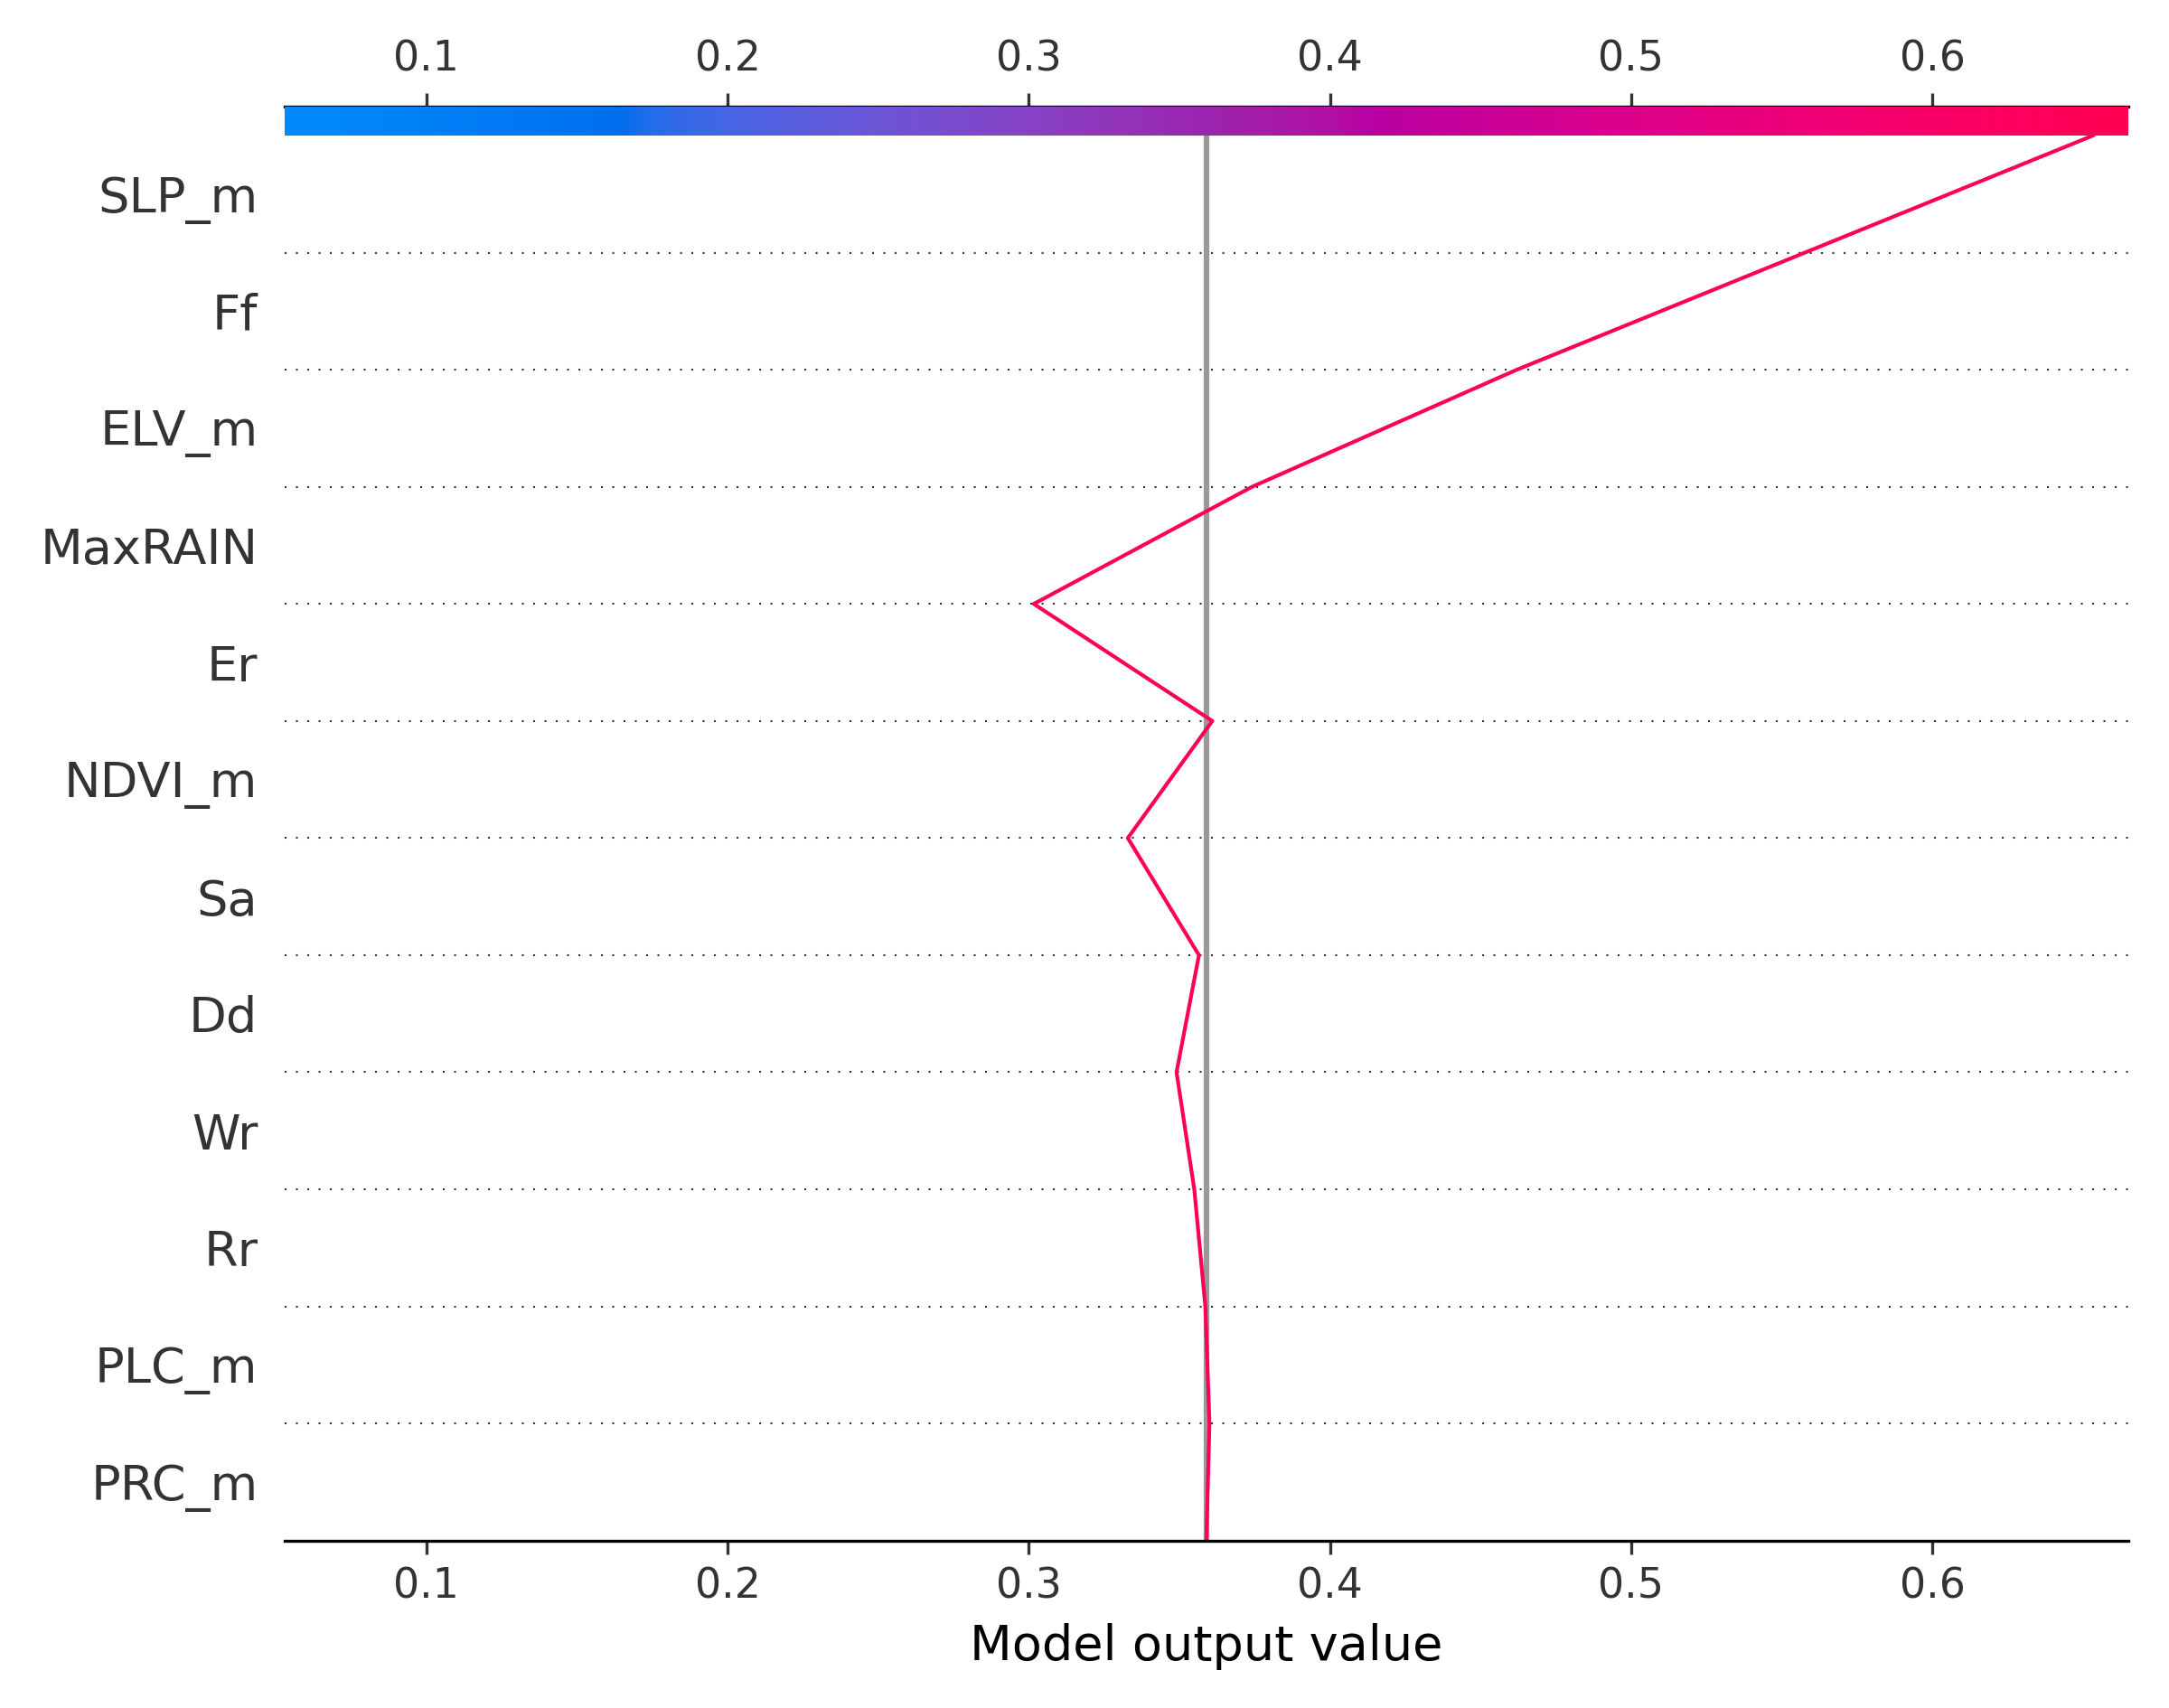 0.1 0.2 0.3 0.4 0.5 0.6
SLP_m
Ff
ELV_m
MaxRAIN
Er
NDVI_m
Sa
Dd
Wr
Rr
PLC_m
PRC_m
0.1 0.2 0.3 0.4 0.5 0.6
Model output value